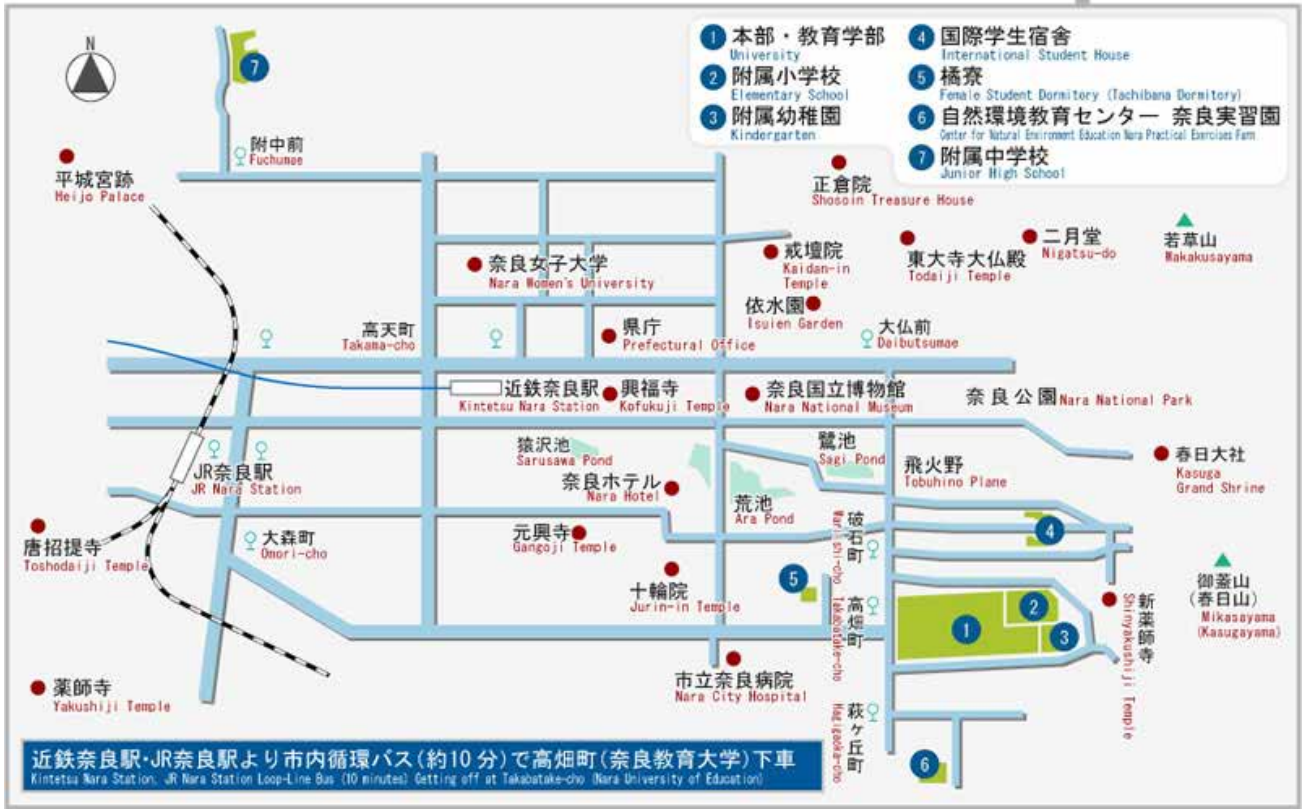 N
1 本部・教育学部
University
2 附属小学校
Elementary School
3 附属幼稚園
Kindergarten
4 国際学生宿舎
International Student House
5 橘寮
Female Student Dormitory (Tachibana Dormitory)
6 自然環境教育センター 奈良実習園
Center for Natural Environment Education Nara Practical Exercises Farm
7 附属中学校
Junior High School
7
附中前
Fuchumae
平城宮跡
Heijo Palace
正倉院
Shosoin Treasure House
戒壇院
Kaidan-in
Temple
東大寺大仏殿
Todaiji Temple
二月堂
Nigatsu-do
若草山
Wakakusayama
奈良女子大学
Nara Women's University
依水園
Isuien Garden
高天町
Takama-cho
県庁
Prefectural Office
大仏前
Daibutsumae
近鉄奈良駅
Kintetsu Nara Station
興福寺
Kofukuji Temple
奈良国立博物館
Nara National Museum
奈良公園 Nara National Park
猿沢池
Sarusawa Pond
鷺池
Sagi Pond
JR奈良駅
JR Nara Station
奈良ホテル
Nara Hotel
荒池
Ara Pond
飛火野
Tobuhino Plane
春日大社
Kasuga
Grand Shrine
唐招提寺
Toshodaiji Temple
大森町
Omori-cho
元興寺
Gangoji Temple
破石町
Wariishi-cho
4
十輪院
Jurin-in Temple
5
高畑町
Takabatake-cho
1
2
3
新薬師寺
Shinyakushiji Temple
御蓋山
(春日山)
Mikasayama
(Kasugayama)
薬師寺
Yakushiji Temple
市立奈良病院
Nara City Hospital
萩ヶ丘町
Hagigaoka-cho
6
近鉄奈良駅・JR奈良駅より市内循環バス(約10分)で高畑町(奈良教育大学)下車
Kintetsu Nara Station, JR Nara Station Loop-Line Bus (10 minutes) Getting off at Takabatake-cho (Nara University of Education)